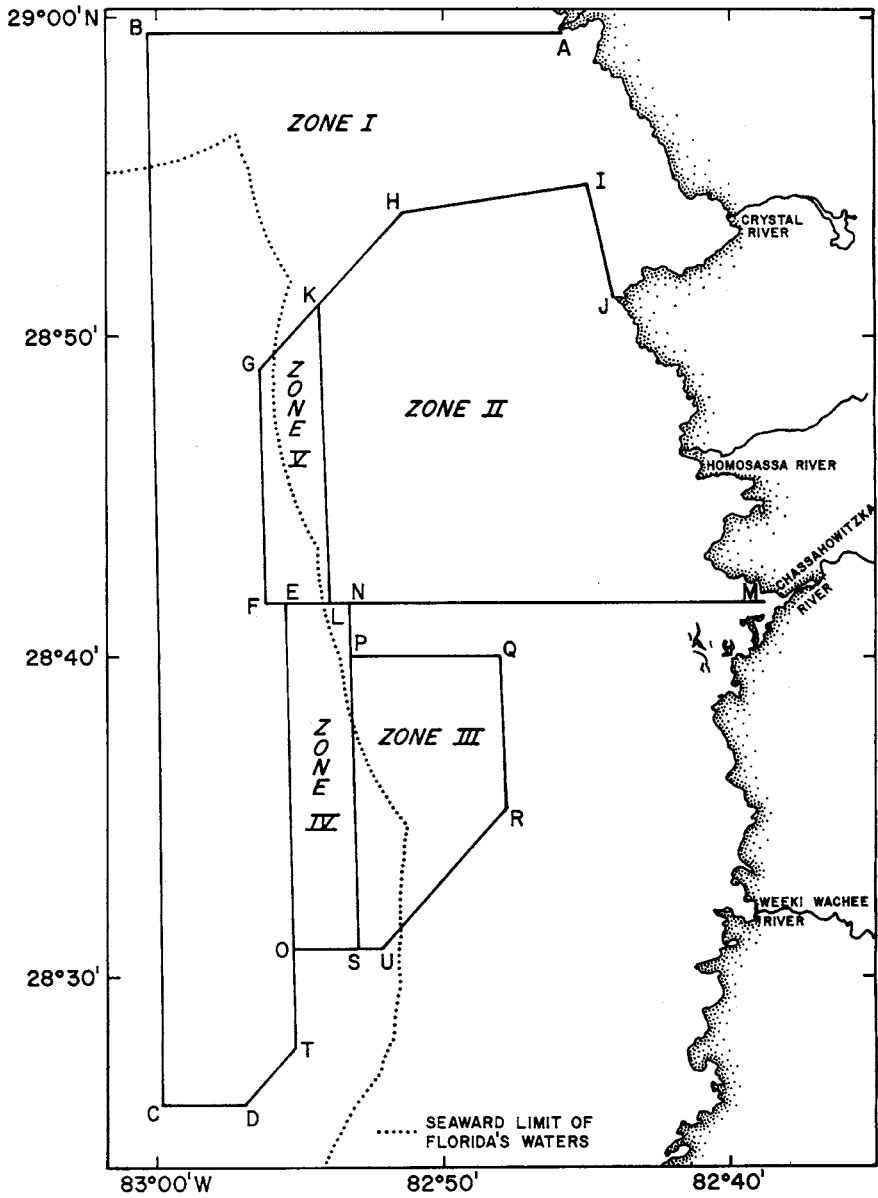 29°00'N
B
A
ZONE I
I
H
CRYSTAL
RIVER
K
J
28°50'
G
ZONE
V
ZONE II
HOMOSASSA RIVER
CHASSAHOWITZKA
RIVER
F
E
L
N
M
P
Q
28°40'
ZONE
IV
ZONE III
R
WEEKI WACHEE
RIVER
O
S
U
28°30'
T
C
D
SEAWARD LIMIT OF
FLORIDA'S WATERS
83°00'W
82°50'
82°40'